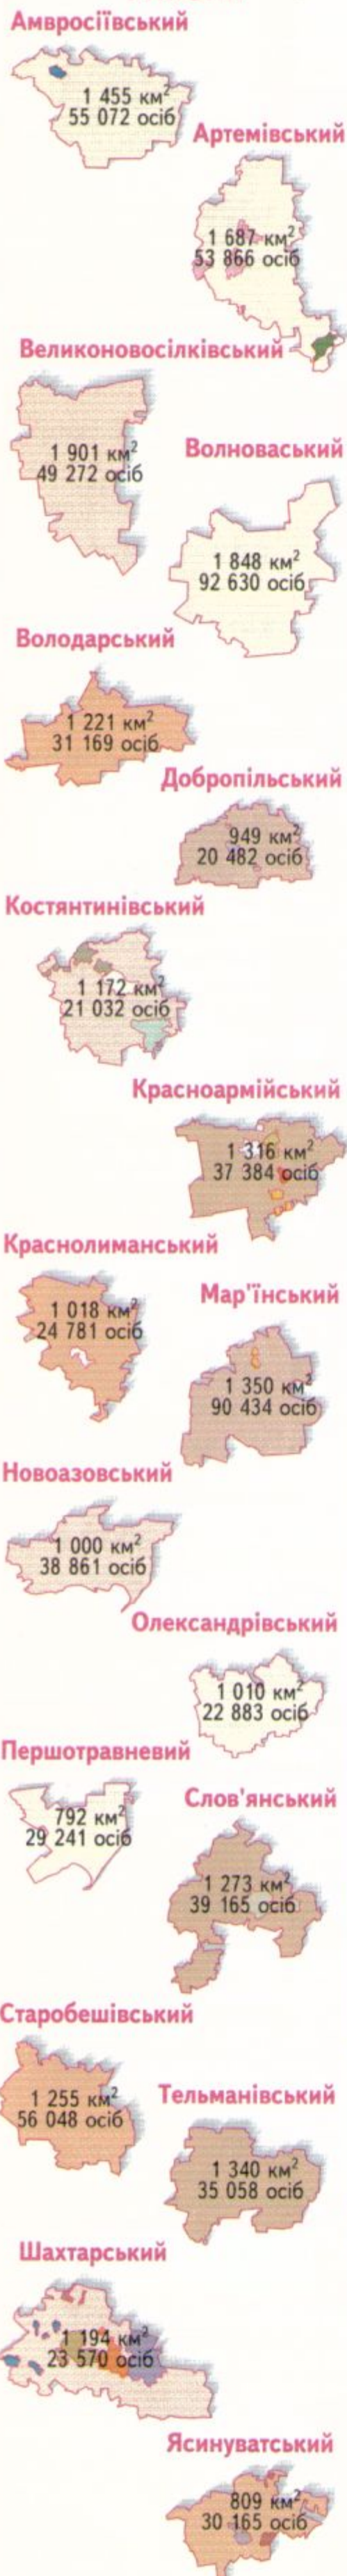 Амвросіївський
1 455 км²
55 072 осіб
Артемівський
1 687 км²
53 866 осіб
Великоновосілківський
1 901 км²
49 272 осіб
Волноваський
1 848 км²
92 630 осіб
Володарський
1 221 км²
31 169 осіб
Добропільський
949 км²
20 482 осіб
Костянтинівський
1 172 км²
21 032 осіб
Красноармійський
1 316 км²
37 384 осіб
Краснолиманський
1 018 км²
24 781 осіб
Мар'їнський
1 350 км²
90 434 осіб
Новоазовський
1 000 км²
38 861 осіб
Олександрівський
1 010 км²
22 883 осіб
Першотравневий
792 км²
29 241 осіб
Слов'янський
1 273 км²
39 165 осіб
Старобешівський
1 255 км²
56 048 осіб
Тельманівський
1 340 км²
35 058 осіб
Шахтарський
1 194 км²
23 570 осіб
Ясинуватський
809 км²
30 165 осіб